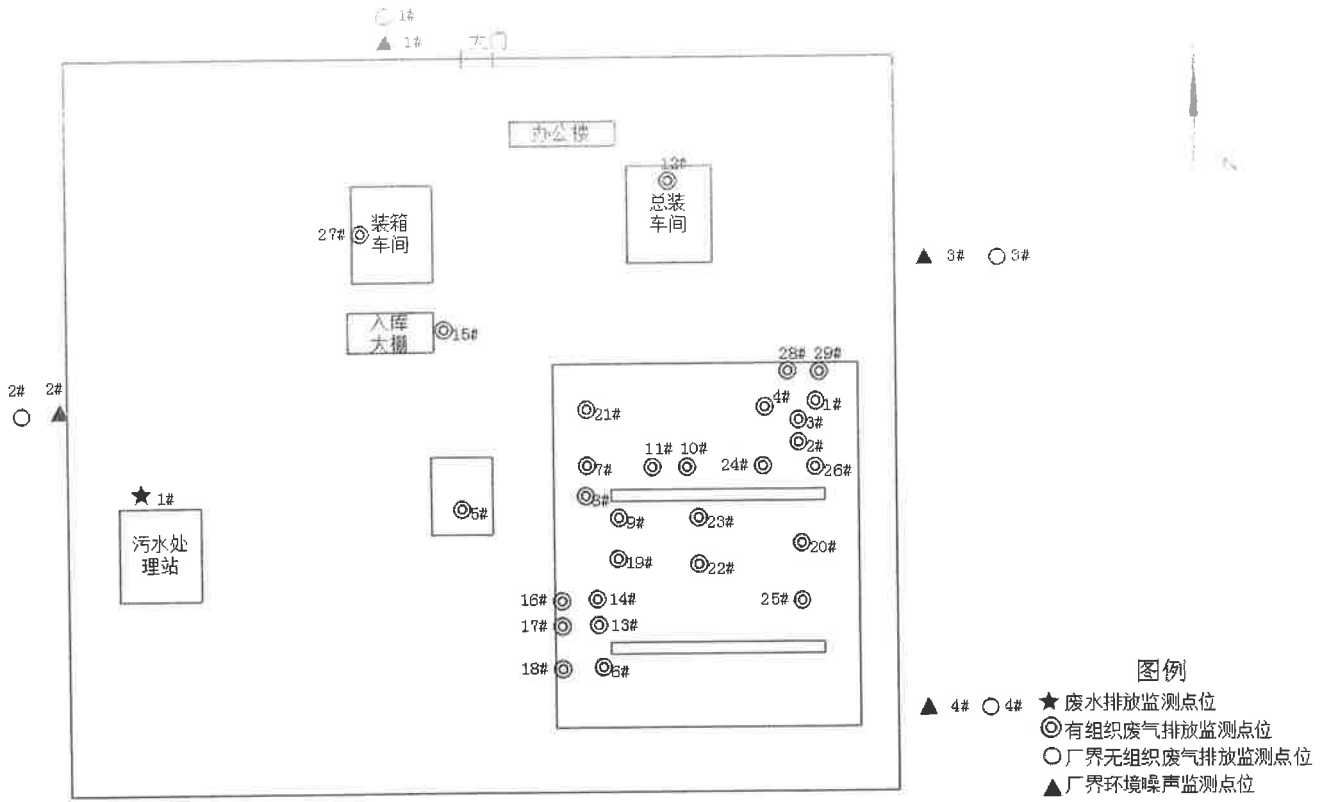 1#
1#
大门
办公楼
12#
总装
车间
27#
装箱
车间
3#
3#
入库
大棚
15#
28#
29#
2#
2#
4#
1#
21#
3#
2#
11#
10#
24#
7#
26#
1#
8#
5#
9#
23#
污水处
理站
20#
19#
22#
16#
14#
25#
17#
13#
18#
6#
图例
4#
4#
废水排放监测点位
有组织废气排放监测点位
厂界无组织废气排放监测点位
厂界环境噪声监测点位
N